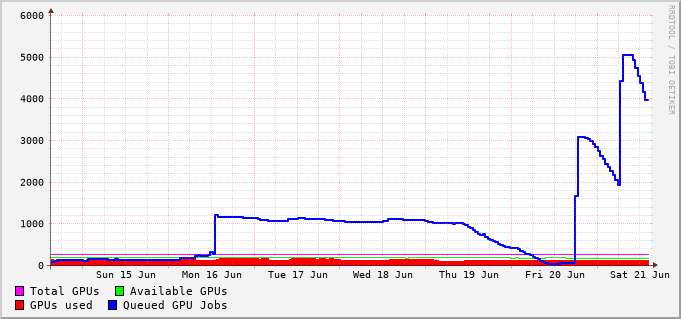 RRDTOOL / TOBI OETIKER
6000
5000
4000
3000
2000
1000
0
Sun 15 Jun Mon 16 Jun Tue 17 Jun Wed 18 Jun Thu 19 Jun Fri 20 Jun Sat 21 Jun
Total GPUs Available GPUs
GPUs used Queued GPU Jobs